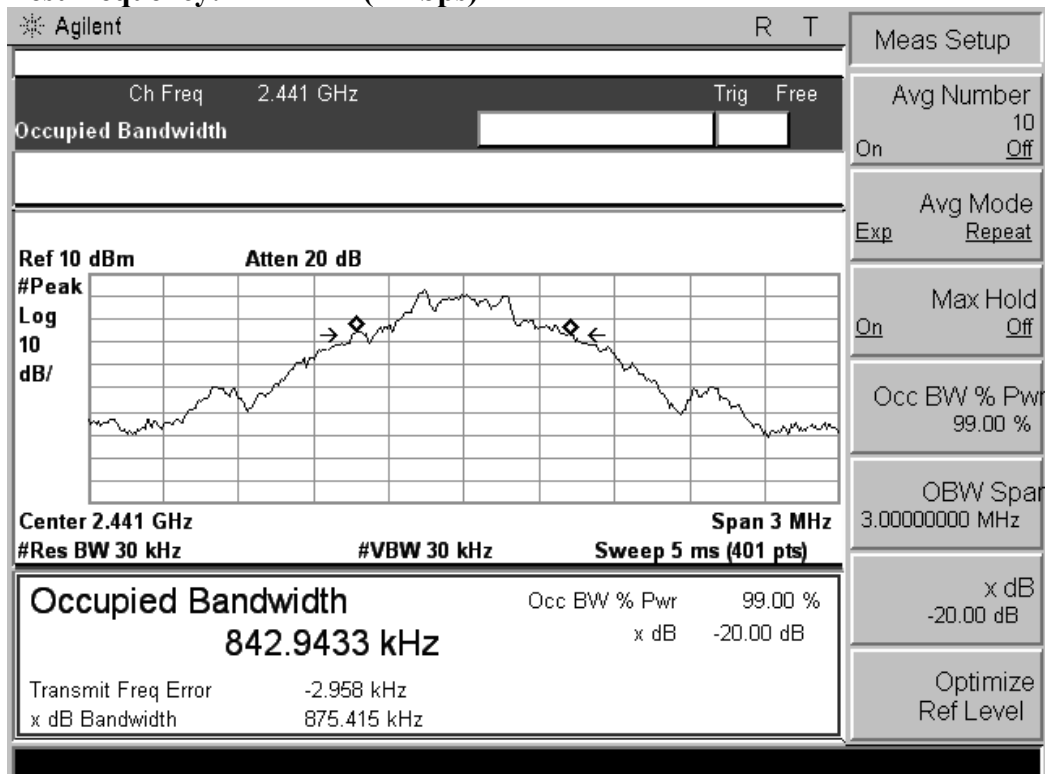 Agilent
R T
Ch Freq 2.441 GHz Trig Free
Occupied Bandwidth
Ref 10 dBm Atten 20 dB
#Peak
Log
10
dB/
Center 2.441 GHz Span 3 MHz
#Res BW 30 kHz #VBW 30 kHz Sweep 5 ms (401 pts)
Occupied Bandwidth
842.9433 kHz
Occ BW % Pwr 99.00 %
x dB -20.00 dB
Transmit Freq Error -2.958 kHz
x dB Bandwidth 875.415 kHz
Meas Setup
Avg Number
10
On Off
Avg Mode
Exp Repeat
Max Hold
On Off
Occ BW % Pwr
99.00 %
OBW Span
3.00000000 MHz
x dB
-20.00 dB
Optimize
Ref Level